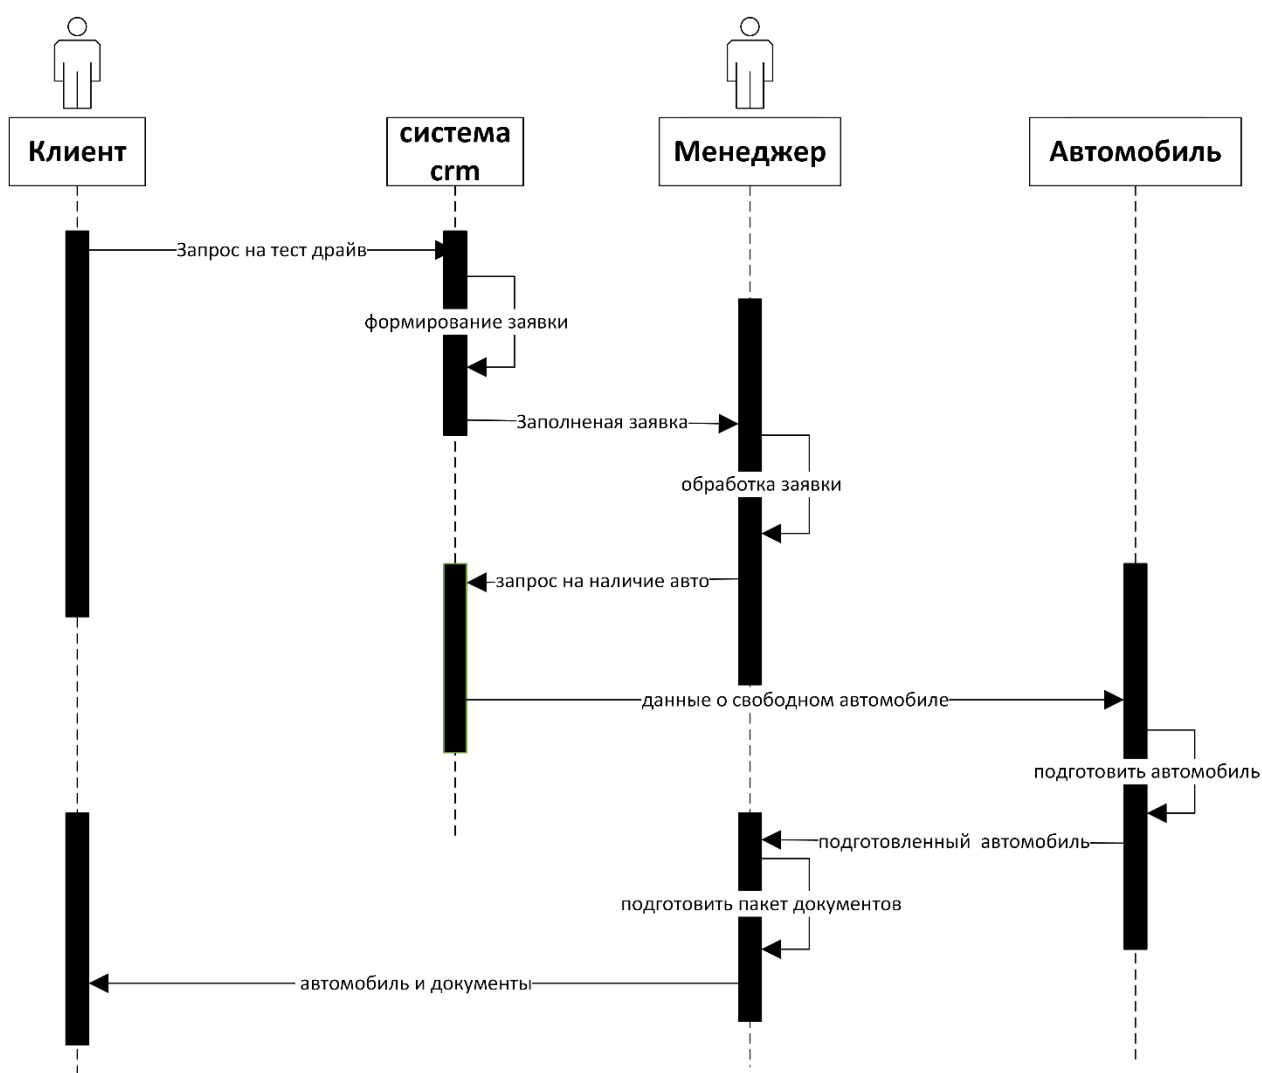 Клиент
система
crm
Менеджер
Автомобиль
Запрос на тест драйв
формирование заявки
Заполненая заявка
обработка заявки
запрос на наличие авто
данные о свободном автомобиле
подготовить автомобиль
подготовленный автомобиль
подготовить пакет документов
автомобиль и документы